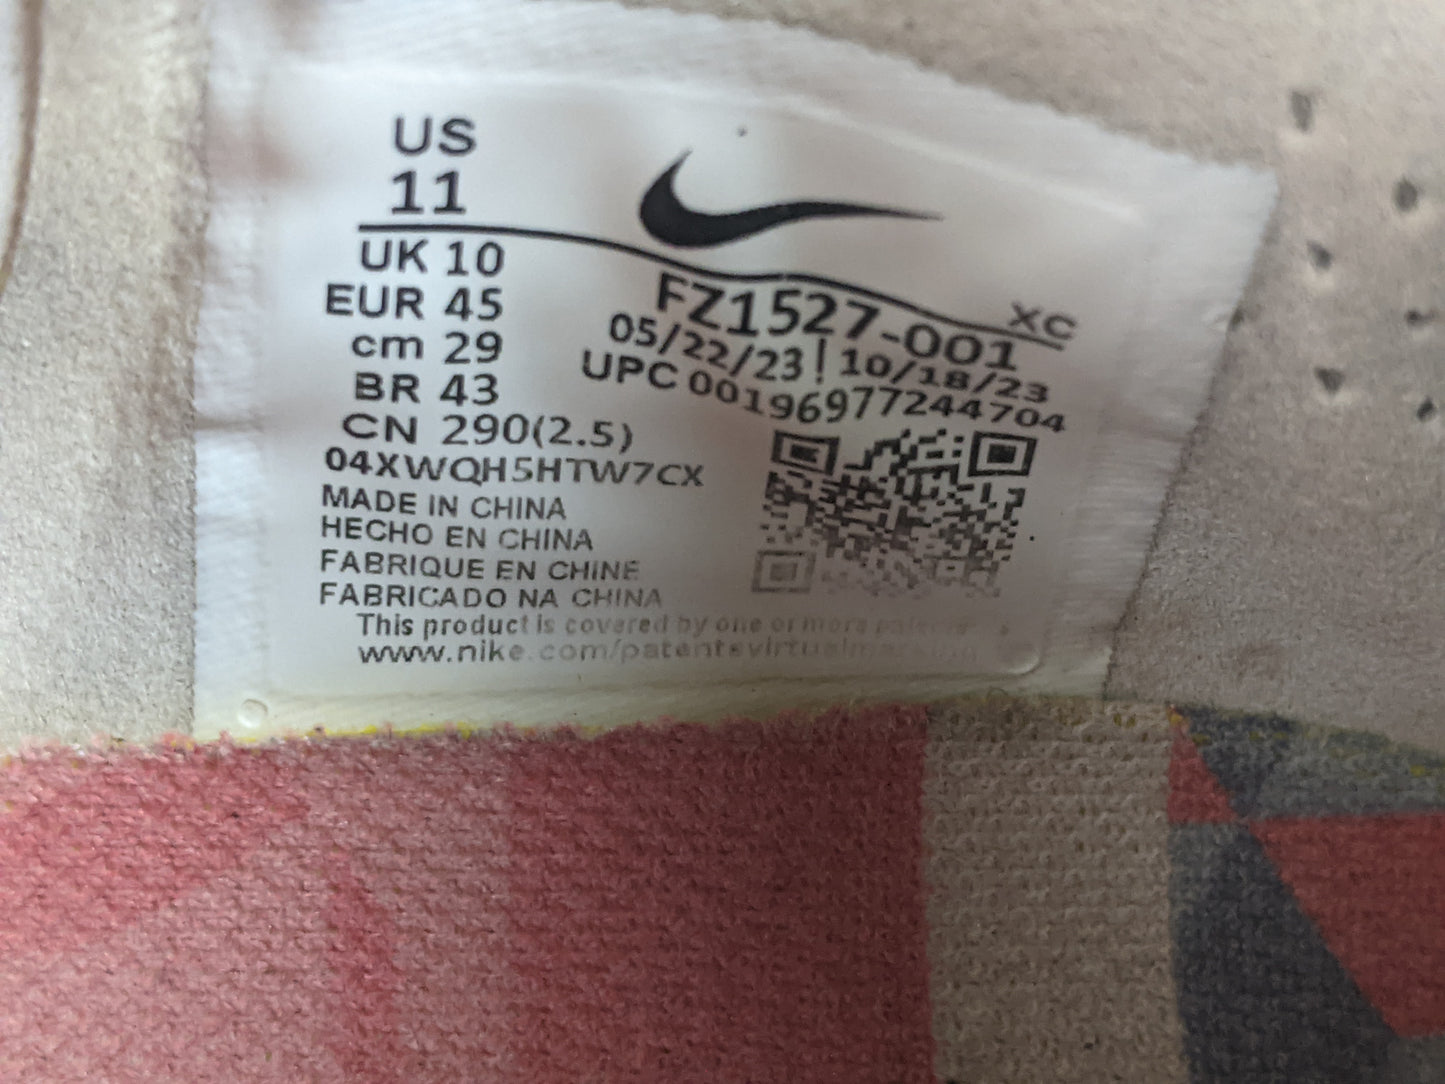 US
11
UK 10
EUR 45
cm 29
BR 43
CN 290(2.5)
04XWQH5HTW7CX
MADE IN CHINA
HECHO EN CHINA
FABRIQUE EN CHINE
FABRICADO NA CHINA
This product is covered by one or more
www.nike.com/patentsvirtualmarking
XC
FZ1527-001
05/22/23 | 10/18/23
UPC 00196977244704